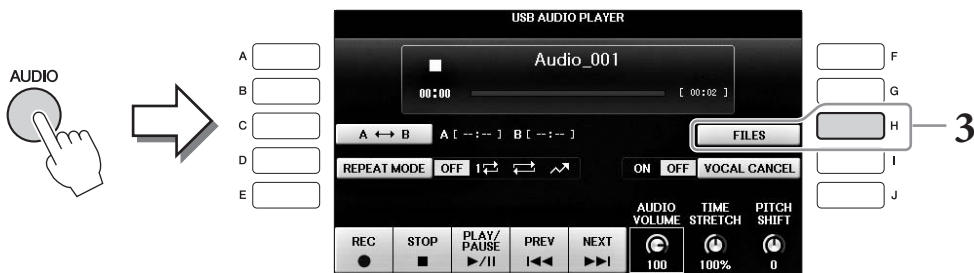 AUDIO
A
B
C
D
E
USB AUDIO PLAYER
Audio_001
00:00
[ 00:02 ]
A ↔ B
A [ --:-- ] B [ --:-- ]
FILES
REPEAT MODE
OFF
1
ON OFF
VOCAL CANCEL
AUDIO VOLUME
TIME STRETCH
PITCH SHIFT
REC
STOP
PLAY/
PAUSE
PREV
NEXT
100
100%
0
F
G
H
I
J
3